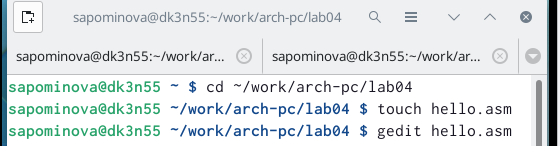 sapominova@dk3n55:~/work/arch-pc/lab04
sapominova@dk3n55:~/work/ar... sapominova@dk3n55:~/work/ar...
sapominova@dk3n55 ~ $ cd ~/work/arch-pc/lab04
sapominova@dk3n55 ~/work/arch-pc/lab04 $ touch hello.asm
sapominova@dk3n55 ~/work/arch-pc/lab04 $ gedit hello.asm